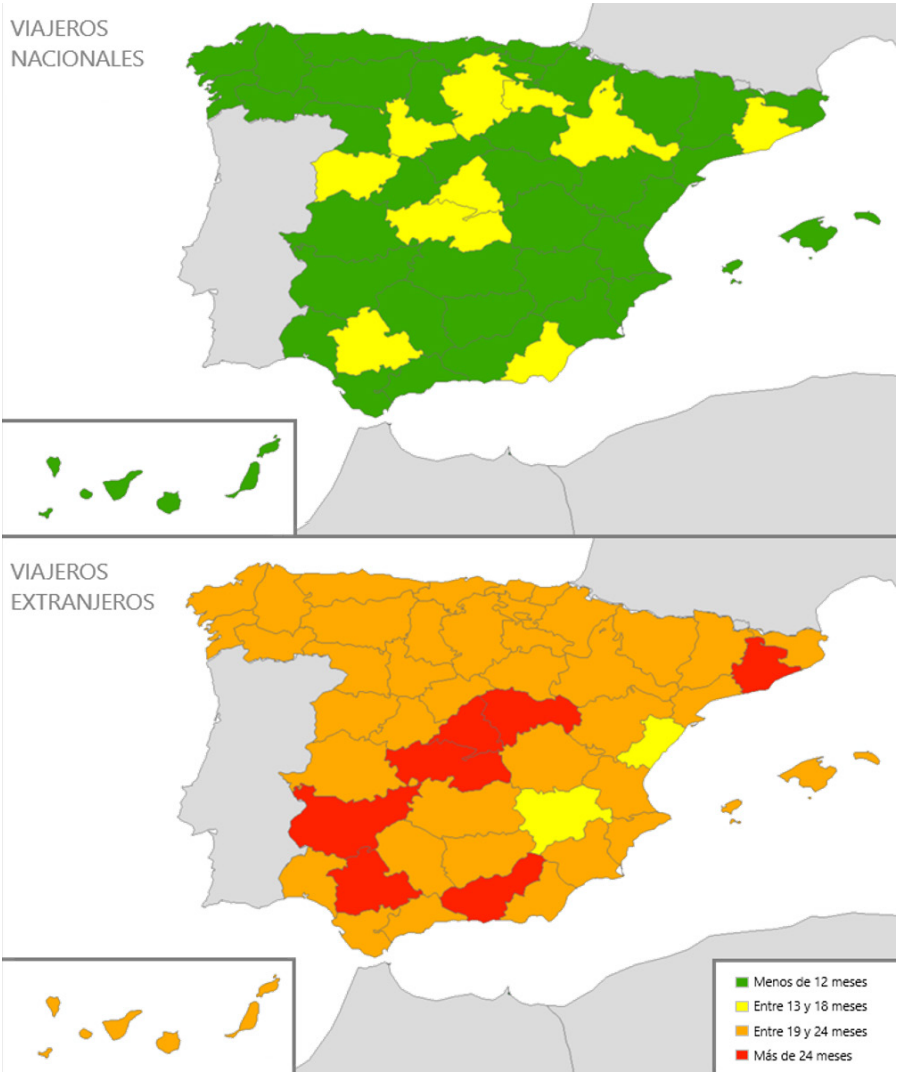 VIAJEROS
NACIONALES
VIAJEROS
EXTRANJEROS
Menos de 12 meses
Entre 13 y 18 meses
Entre 19 y 24 meses
Más de 24 meses